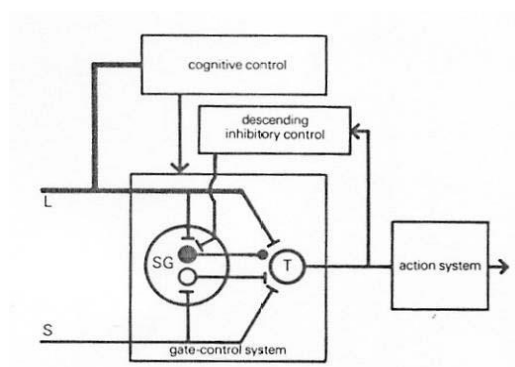 cognitive control
descending
inhibitory control
L
SG
T
action system
S
gate-control system